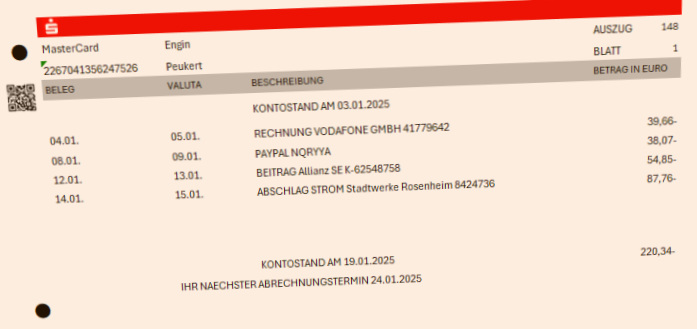 MasterCard Engin AUSZUG 148
2267041356247526 Peukert BLATT 1
BELEG VALUTA BESCHREIBUNG BETRAG IN EURO
KONTOSTAND AM 03.01.2025
04.01. 05.01. RECHNUNG VODAFONE GMBH 41779642 39,66-
08.01. 09.01. PAYPAL NQRYYA 38,07-
12.01. 13.01. BEITRAG Allianz SE K-62548758 54,85-
14.01. 15.01. ABSCHLAG STROM Stadtwerke Rosenheim 8424736 87,76-
KONTOSTAND AM 19.01.2025 220,34-
IHR NAECHSTER ABRECHNUNGSTERMIN 24.01.2025